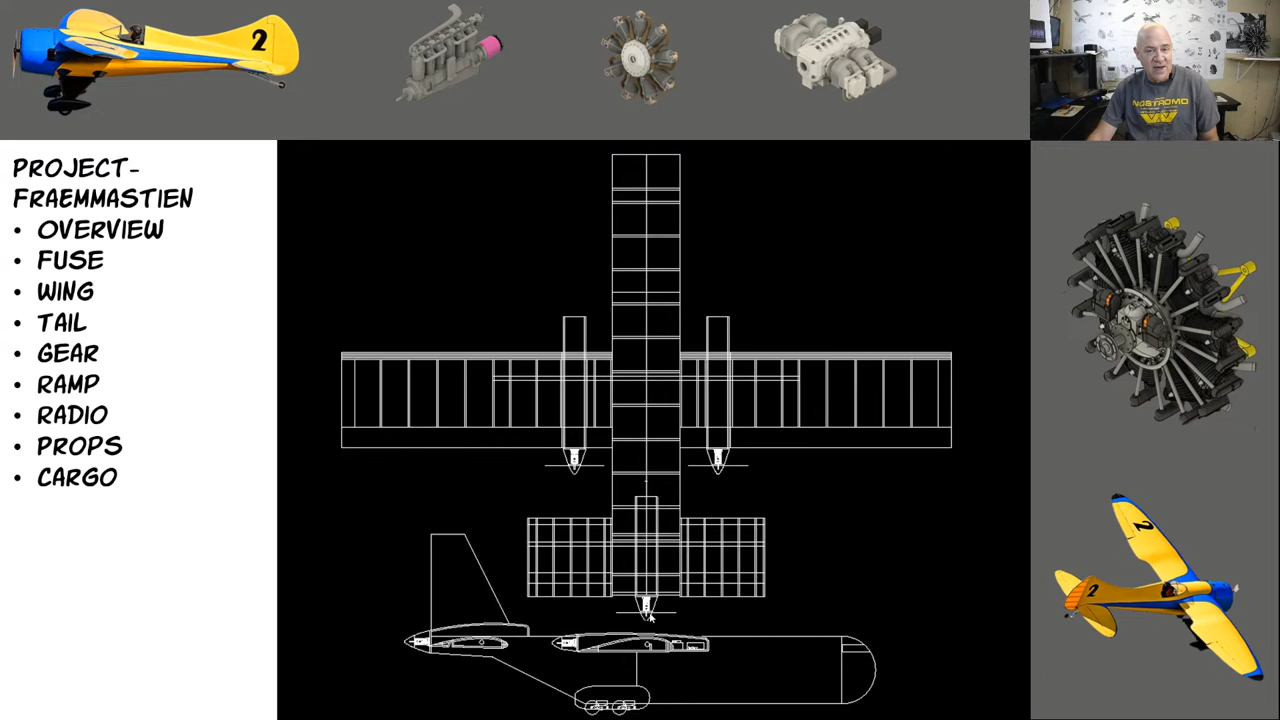 2
NOSTROMO
PROJECT-
FRAEMMASTIEN
• OVERVIEW
• FUSE
• WING
• TAIL
• GEAR
• RAMP
• RADIO
• PROPS
• CARGO
2
2